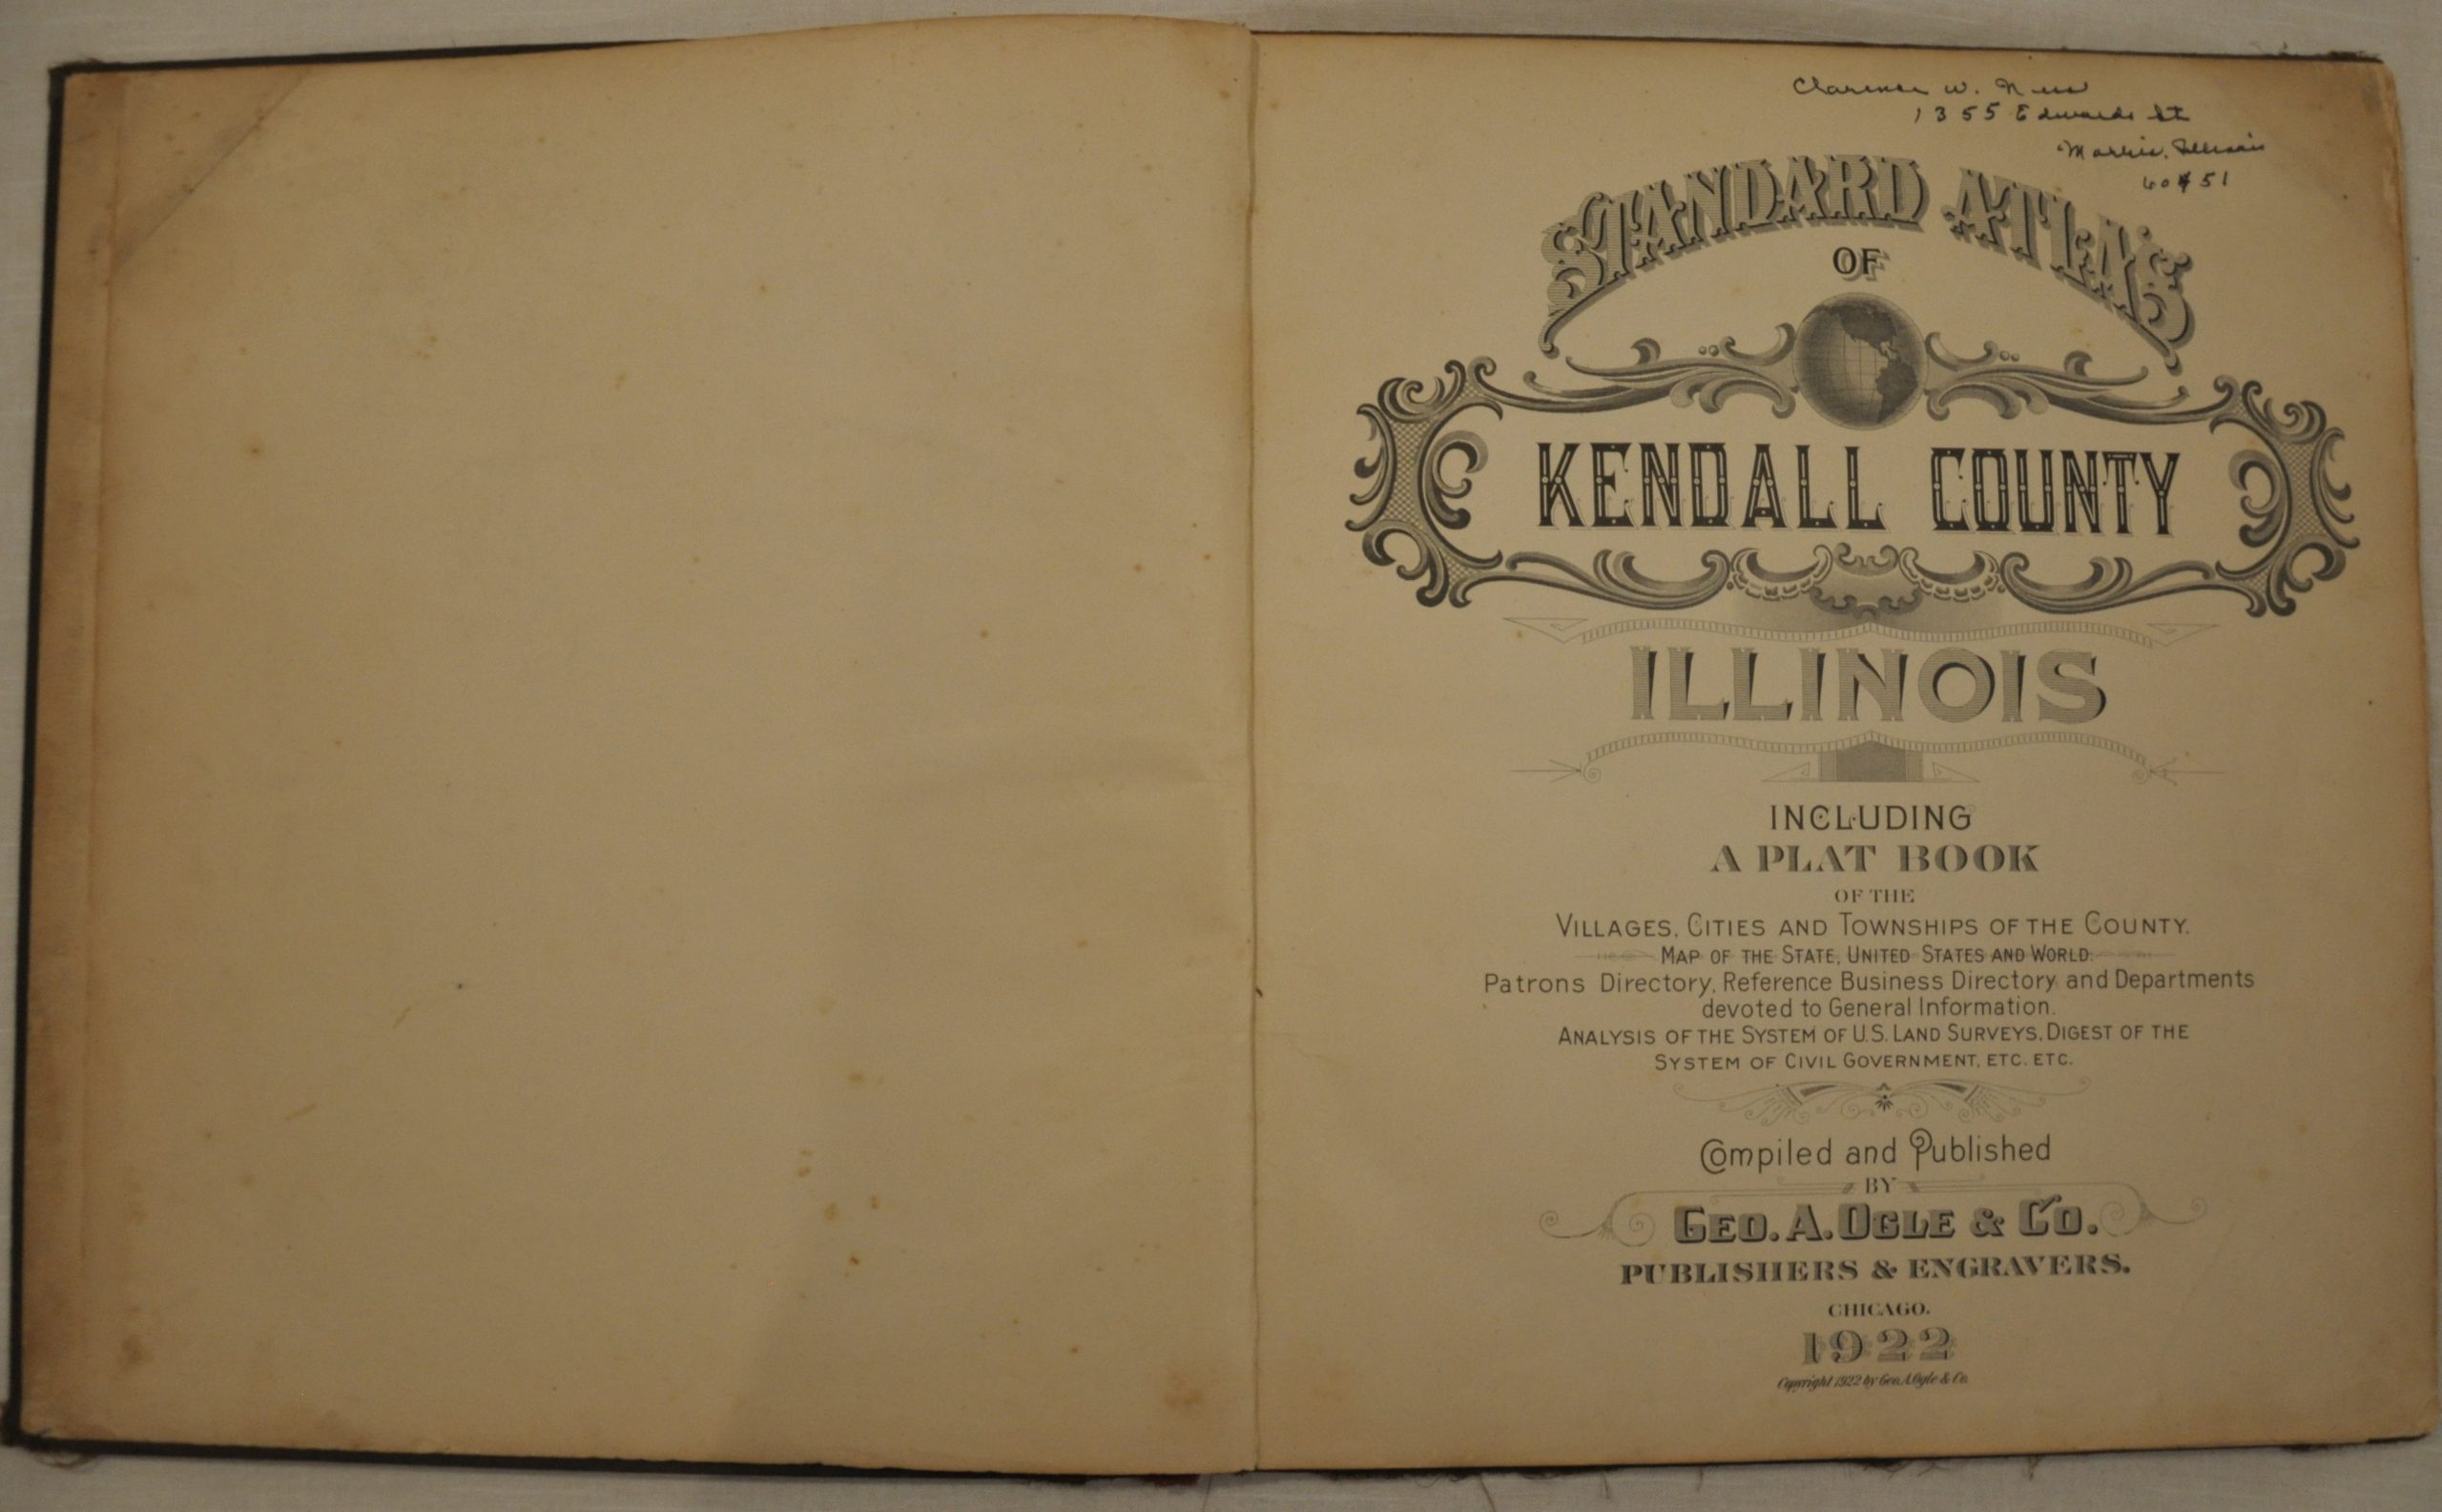 Clarence W. Ness
1355 Edwards St
Morris, Illinois
60451
STANDARD ATLAS
OF
KENDALL COUNTY
ILLINOIS
INCLUDING
A PLAT BOOK
OF THE
VILLAGES, CITIES AND TOWNSHIPS OF THE COUNTY.
MAP OF THE STATE, UNITED STATES AND WORLD.
Patrons Directory, Reference Business Directory and Departments
devoted to General Information.
ANALYSIS OF THE SYSTEM OF U.S. LAND SURVEYS, DIGEST OF THE
SYSTEM OF CIVIL GOVERNMENT, ETC. ETC.
Compiled and Published
BY
GEO. A. OGLE & CO.
PUBLISHERS & ENGRAVERS.
CHICAGO.
1922
Copyright 1922 by Geo. A. Ogle & Co.